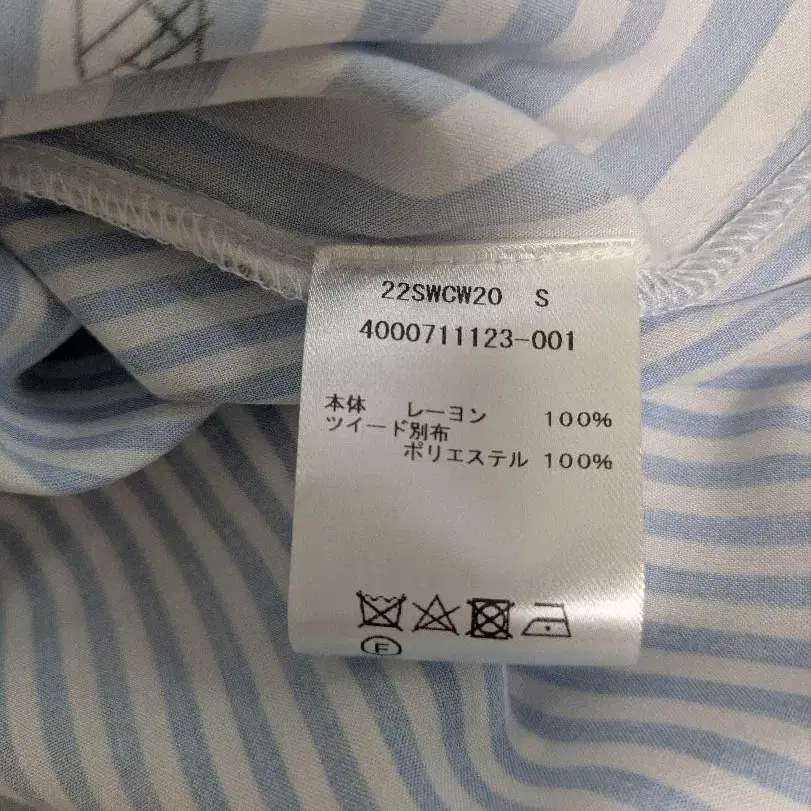 22SWCW20 S
4000711123-001
本体 レーヨン 100%
ツイード別布
ポリエステル 100%
F